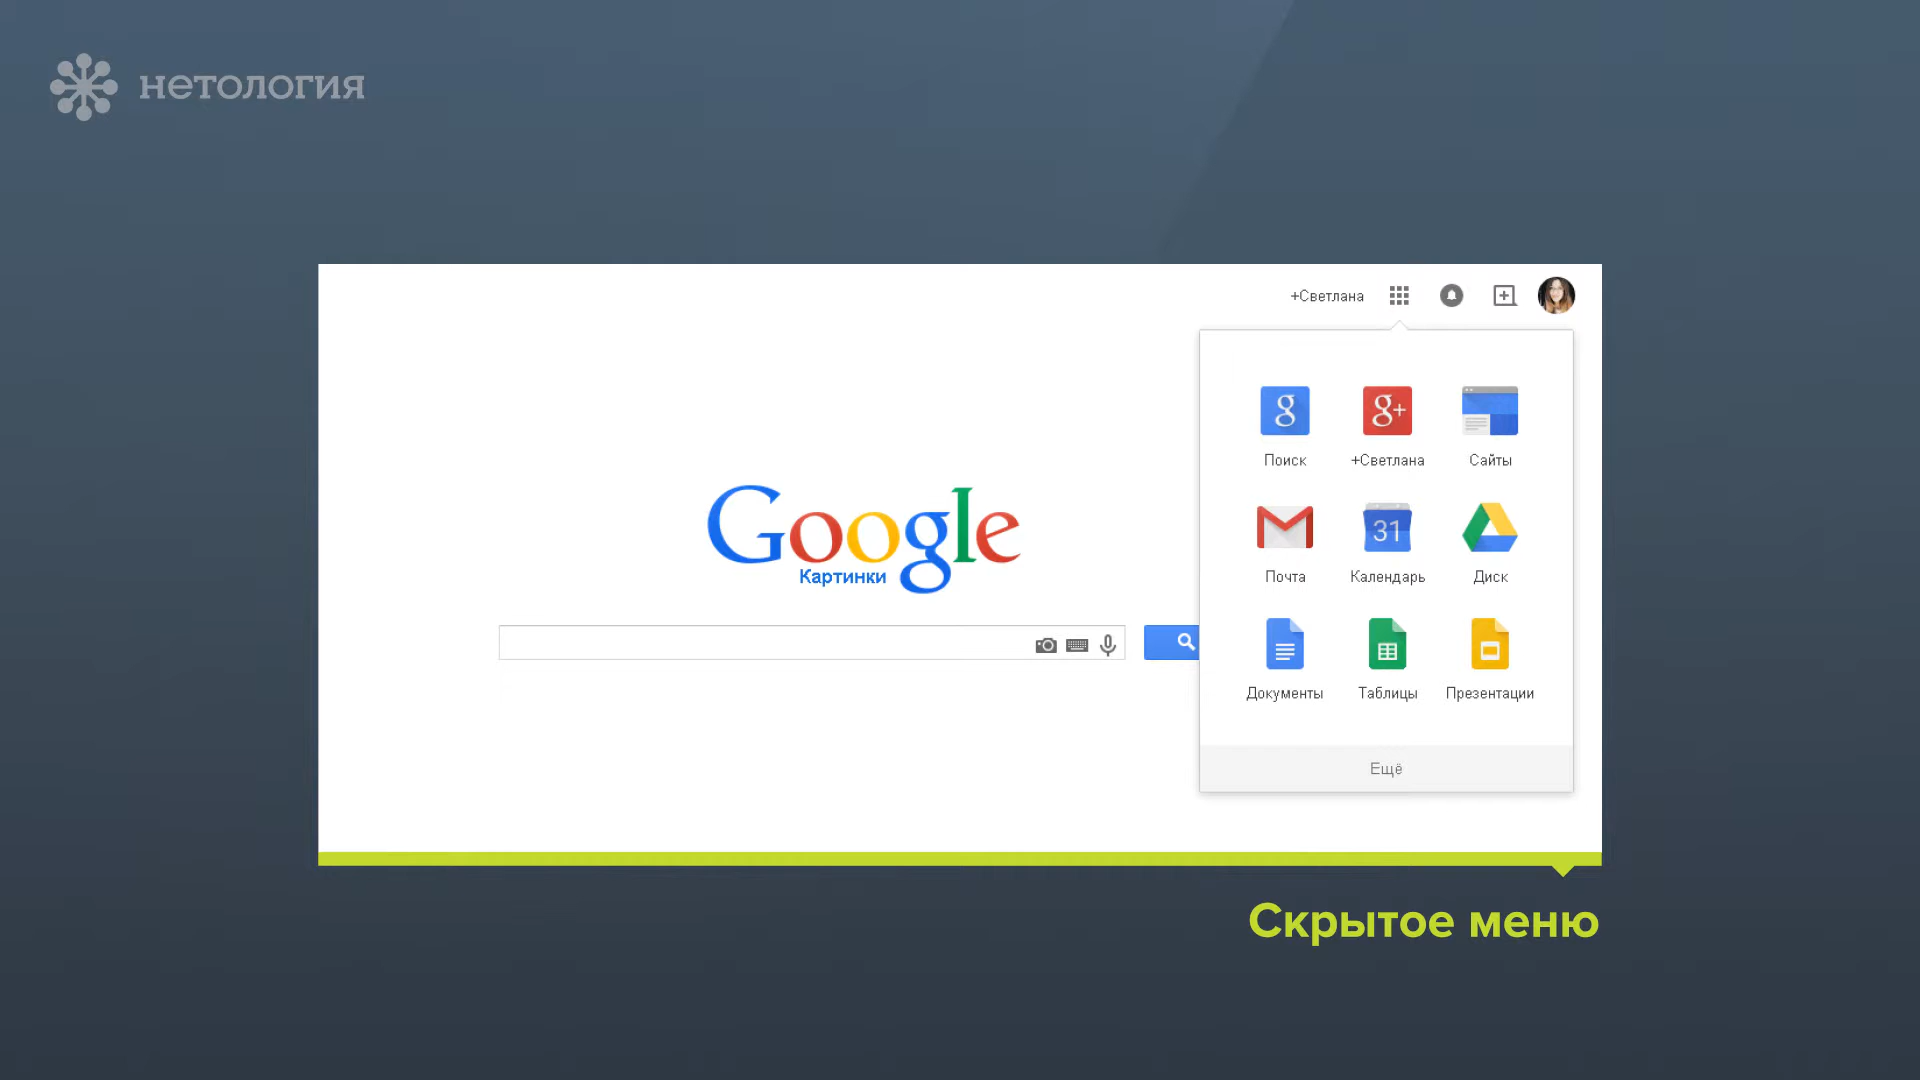 нетология
+Светлана
Поиск +Светлана Сайты
Google
Картинки
31
Почта Календарь Диск
Документы Таблицы Презентации
Ещё
Скрытое меню